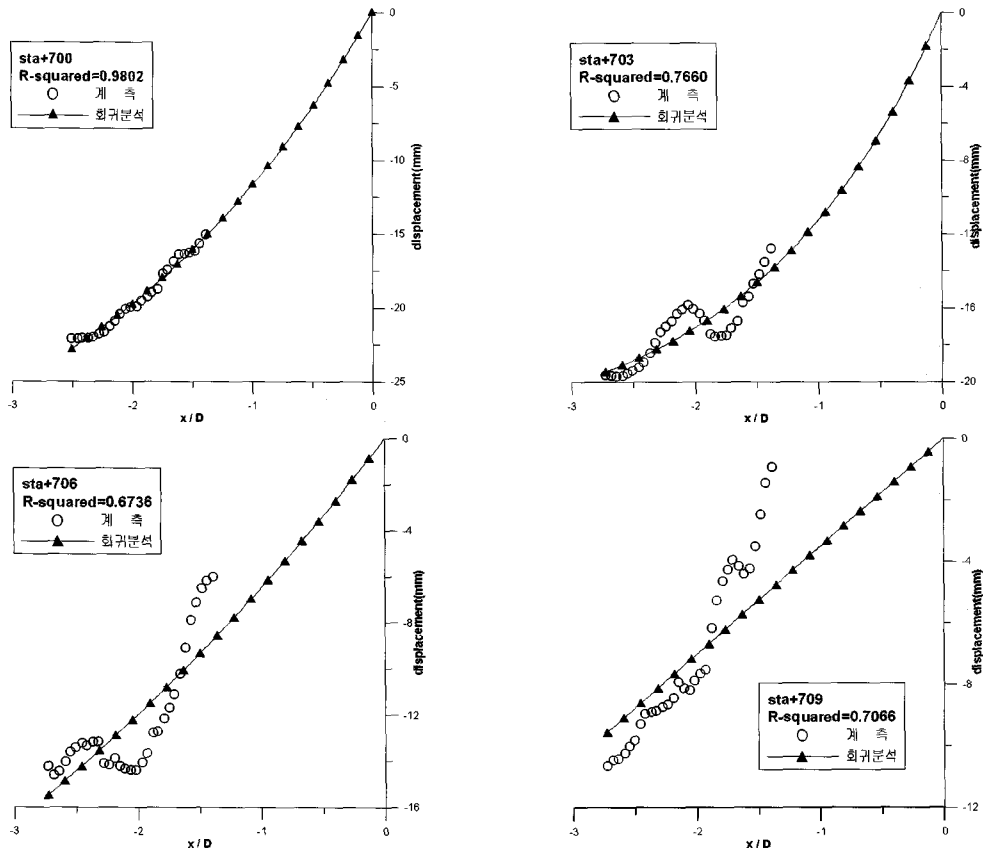 sta+700
R-squared=0.9802
계 측
회귀분석
0
-5
-10
-15
-20
-25
displacement(mm)
-3
-2
-1
0
x / D
sta+703
R-squared=0.7660
계 측
회귀분석
0
-4
-8
-12
-16
-20
displacement(mm)
-3
-2
-1
0
x / D
sta+706
R-squared=0.6736
계 측
회귀분석
0
-4
-8
-12
-16
displacement(mm)
-3
-2
-1
0
x / D
sta+709
R-squared=0.7066
계 측
회귀분석
0
-4
-8
-12
displacement(mm)
-3
-2
-1
0
x / D